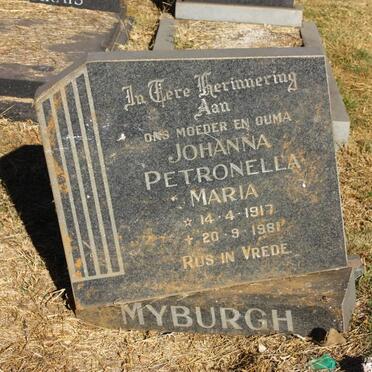 In Tere Herinnering
Aan
ONS MOEDER EN OUMA
JOHANNA
PETRONELLA
MARIA
* 14-4-1917
+ 20-9-1981
RUS IN VREDE
MYBURGH